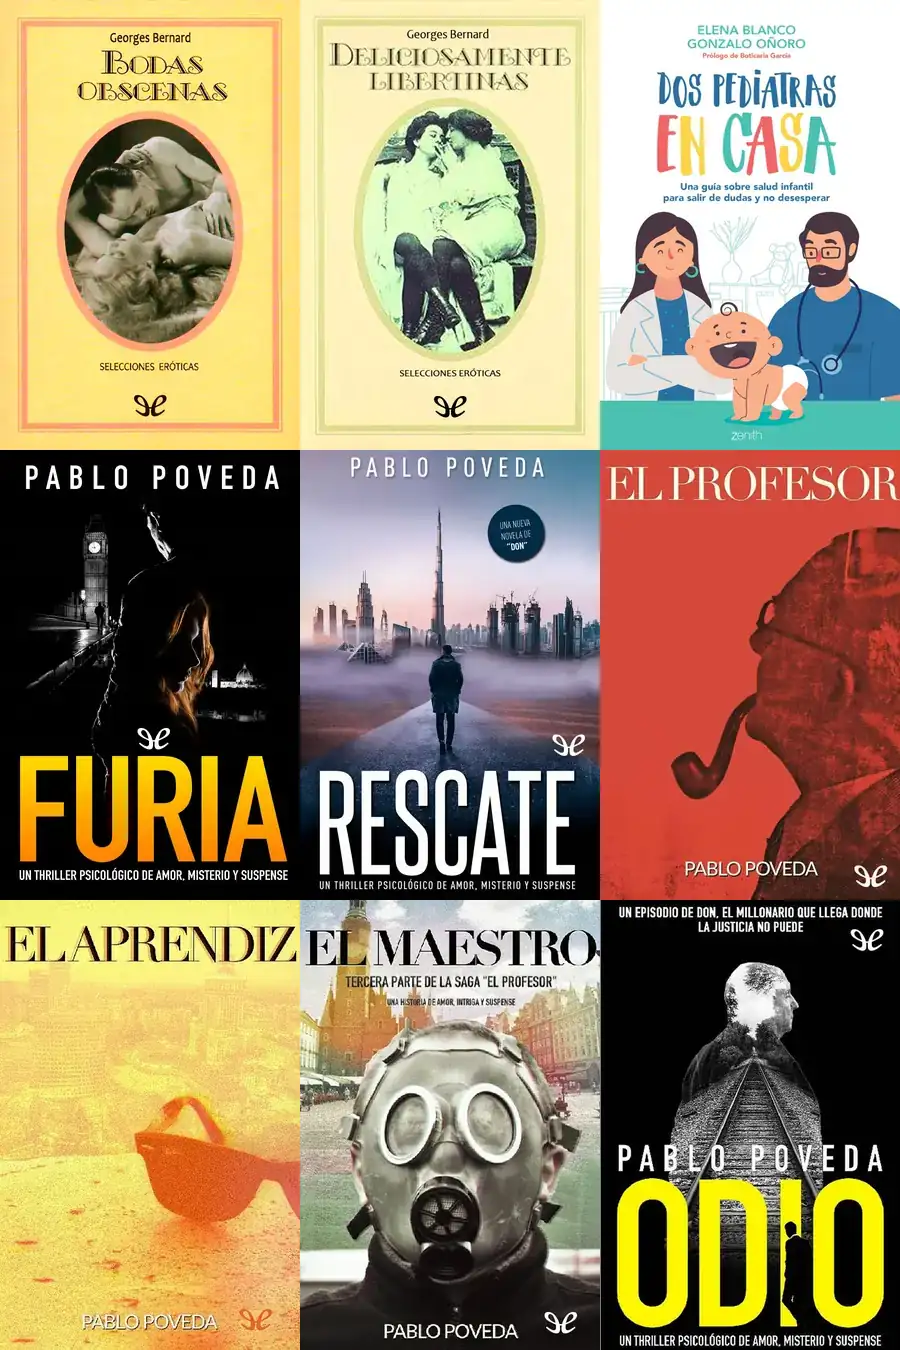 Georges Bernard
BODAS
OBSCENAS
SELECCIONES ERÓTICAS
Georges Bernard
DELICIOSAMENTE
LIBERTINAS
SELECCIONES ERÓTICAS
ELENA BLANCO
GONZALO OÑORO
Prólogo de Boticaria García
DOS PEDIATRAS
EN CASA
Una guía sobre salud infantil
para salir de dudas y no desesperar
zenith
PABLO POVEDA
FURIA
UN THRILLER PSICOLÓGICO DE AMOR, MISTERIO Y SUSPENSE
PABLO POVEDA
UNA NUEVA
NOVELA DE
"DON"
RESCATE
UN THRILLER PSICOLÓGICO DE AMOR, MISTERIO Y SUSPENSE
EL PROFESOR
PABLO POVEDA
EL APRENDIZ
PABLO POVEDA
EL MAESTRO
TERCERA PARTE DE LA SAGA "EL PROFESOR"
UNA HISTORIA DE AMOR, INTRIGA Y SUSPENSE
PABLO POVEDA
UN EPISODIO DE DON, EL MILLONARIO QUE LLEGA DONDE
LA JUSTICIA NO PUEDE
PABLO POVEDA
ODIO
UN THRILLER PSICOLÓGICO DE AMOR, MISTERIO Y SUSPENSE